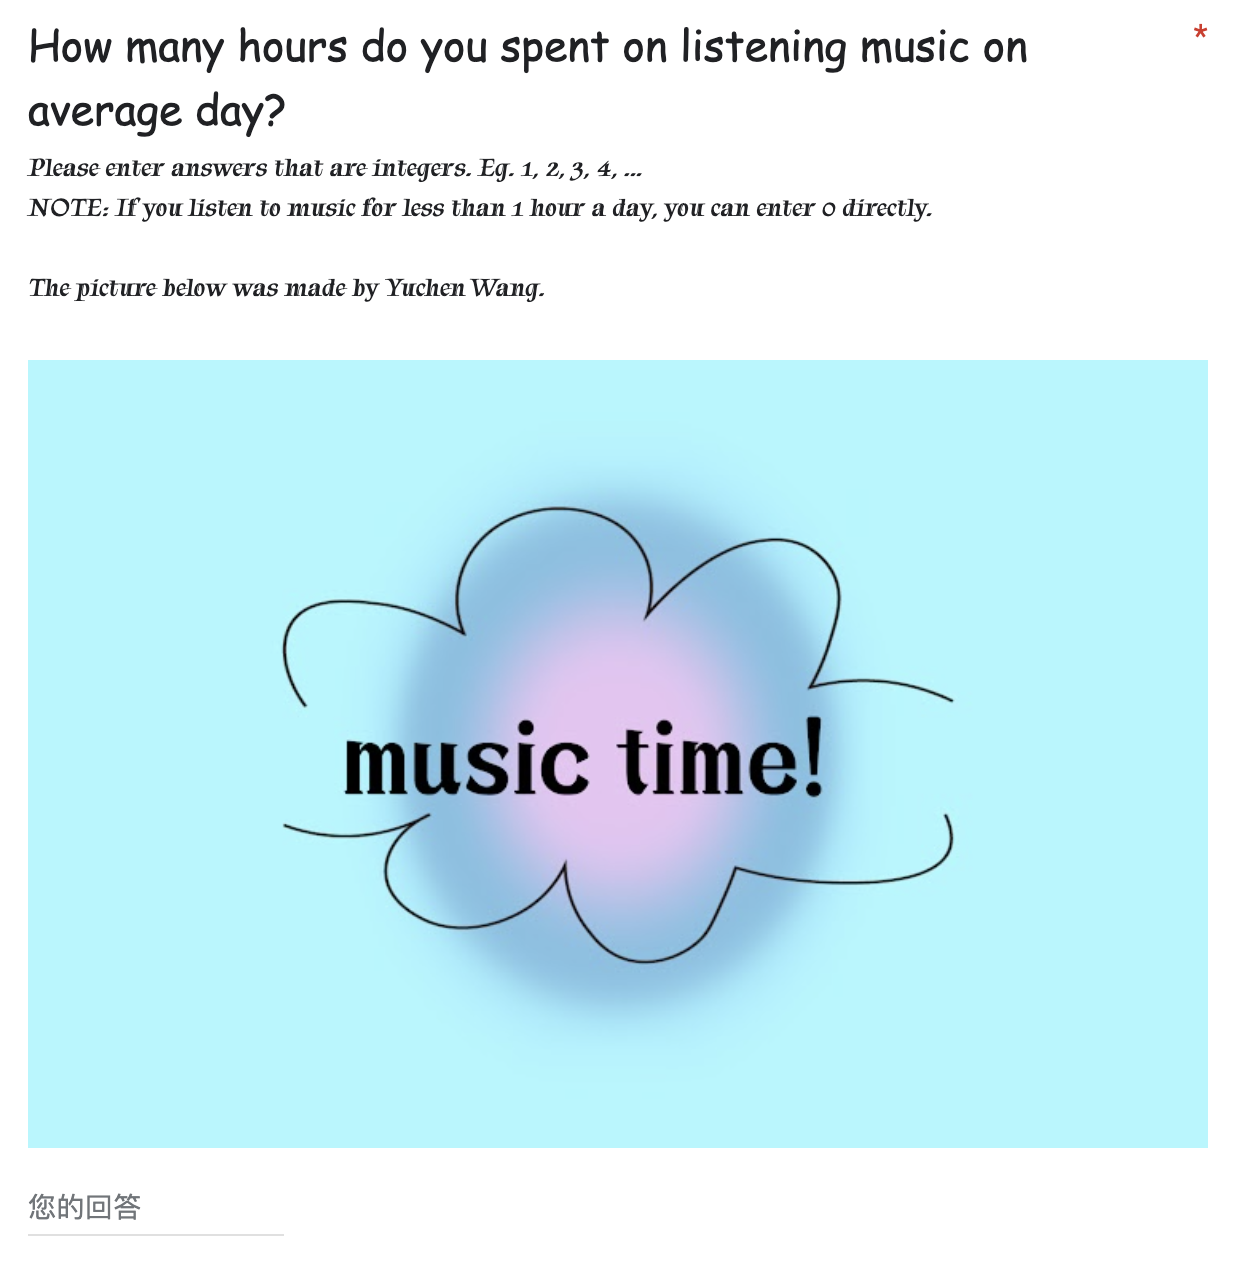 How many hours do you spent on listening music on *
average day?
Please enter answers that are integers. Eg. 1, 2, 3, 4, ...
NOTE: If you listen to music for less than 1 hour a day, you can enter 0 directly.
The picture below was made by Yuchen Wang.
music time!
您的回答